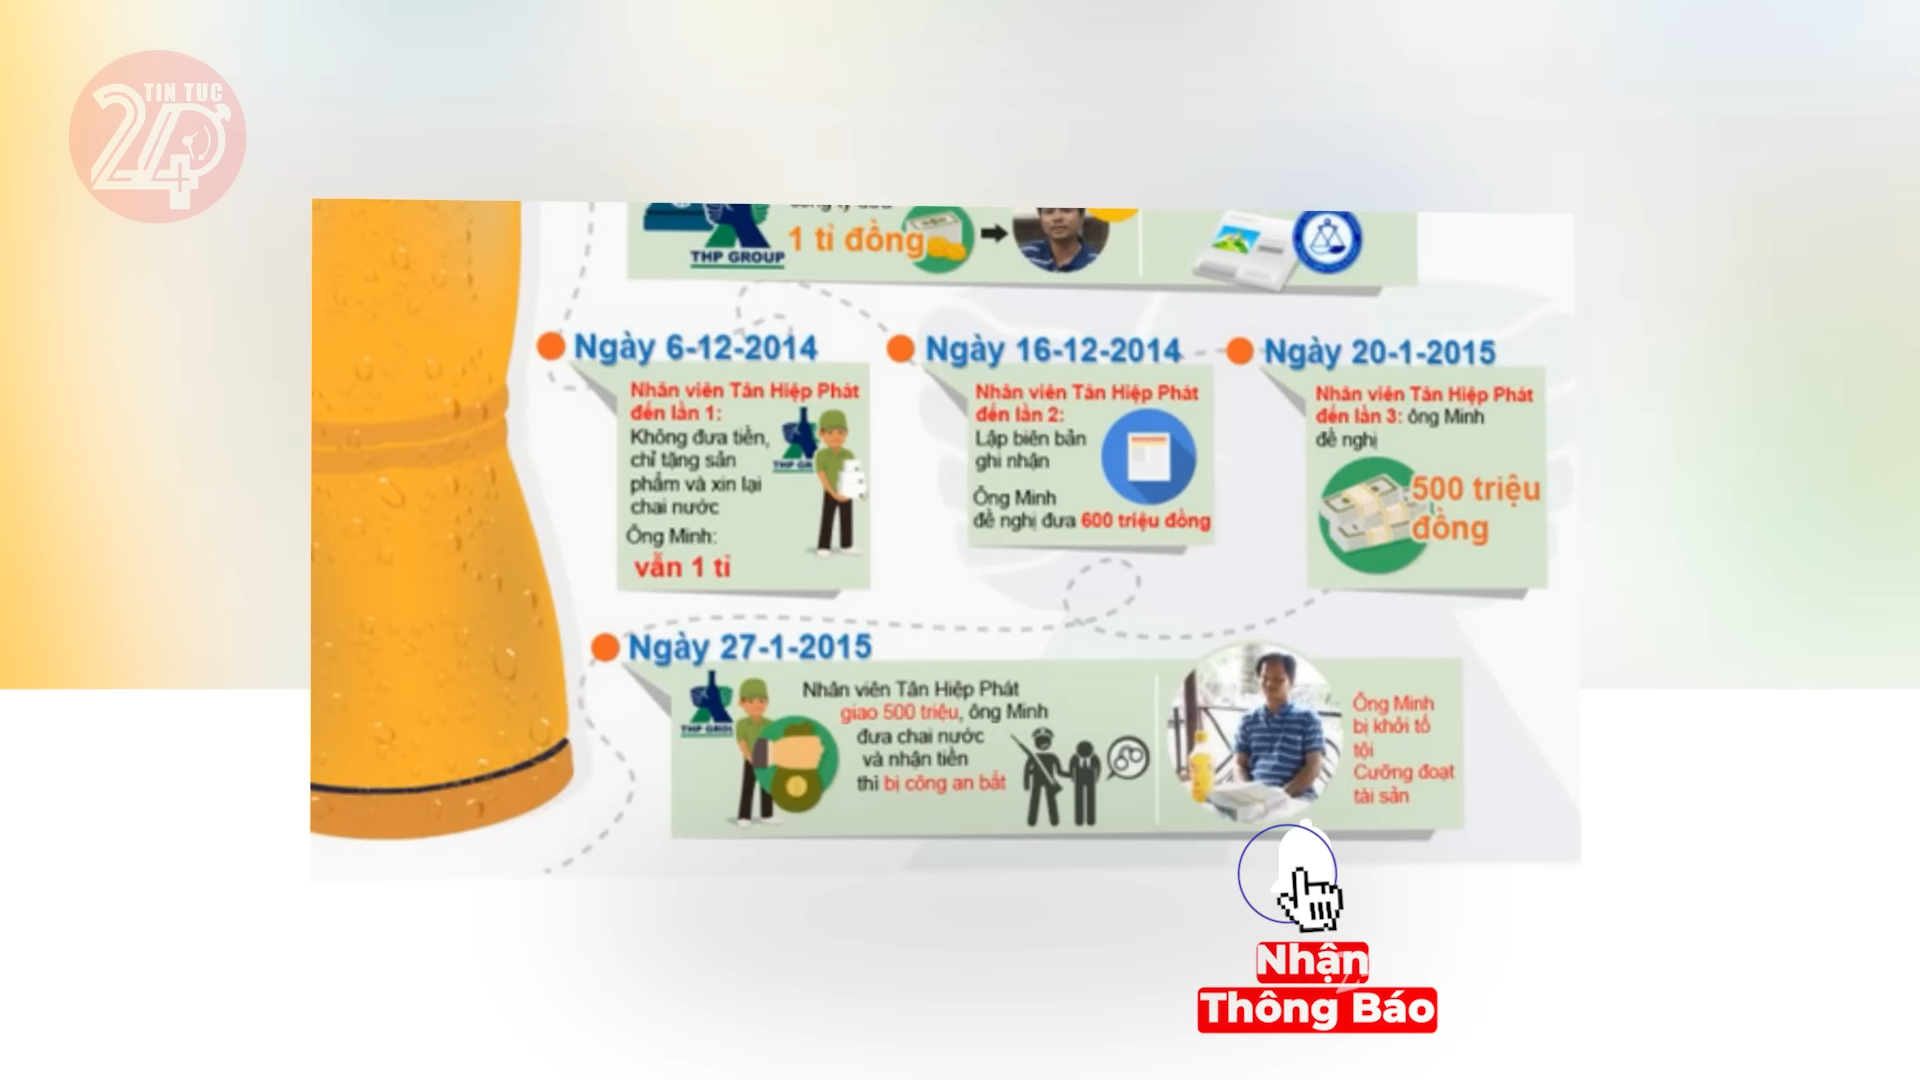 TIN TỨC
24
1 tỉ đồng
THP GROUP
Ngày 6-12-2014
Nhân viên Tân Hiệp Phát
đến lần 1:
Không đưa tiền,
chỉ tặng sản
phẩm và xin lại
chai nước
Ông Minh:
vẫn 1 tỉ
Ngày 16-12-2014
Nhân viên Tân Hiệp Phát
đến lần 2:
Lập biên bản
ghi nhận
Ông Minh
đề nghị đưa 600 triệu đồng
Ngày 20-1-2015
Nhân viên Tân Hiệp Phát
đến lần 3: ông Minh
đề nghị
500 triệu
đồng
Ngày 27-1-2015
Nhân viên Tân Hiệp Phát
giao 500 triệu, ông Minh
đưa chai nước
và nhận tiền
thì bị công an bắt
Ông Minh
bị khởi tố
tội
Cưỡng đoạt
tài sản
Nhận
Thông Báo